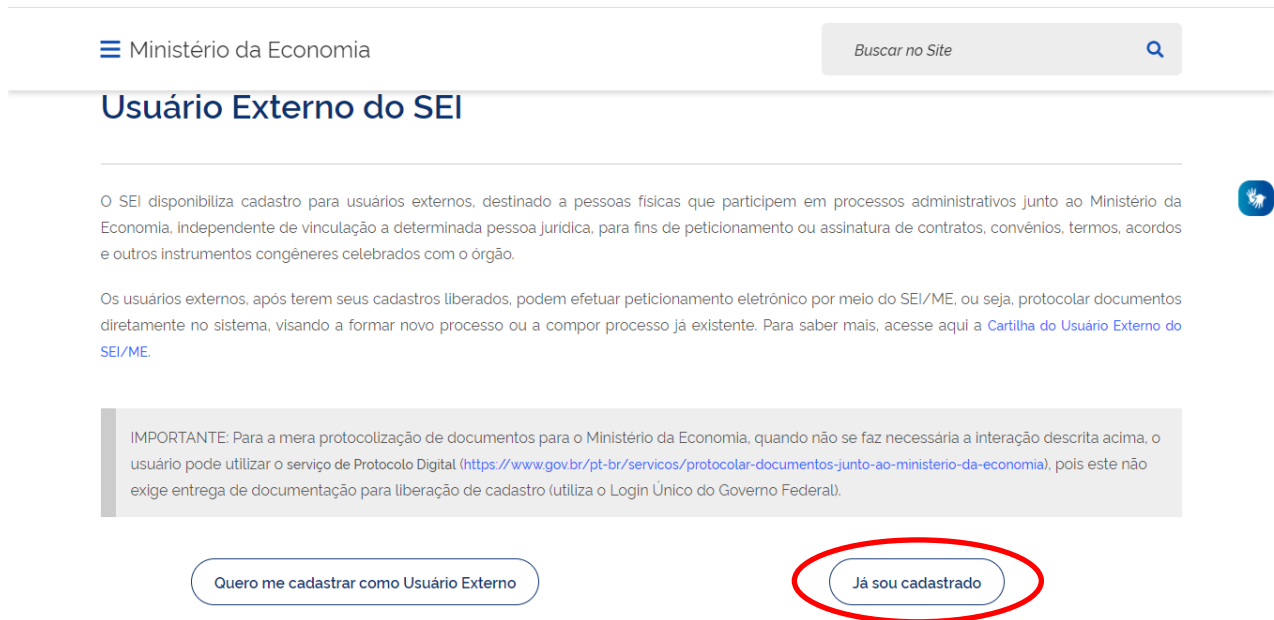 Ministério da Economia
Buscar no Site
Usuário Externo do SEI
O SEI disponibiliza cadastro para usuários externos, destinado a pessoas físicas que participem em processos administrativos junto ao Ministério da
Economia, independente de vinculação a determinada pessoa jurídica, para fins de peticionamento ou assinatura de contratos, convênios, termos, acordos
e outros instrumentos congêneres celebrados com o órgão.
Os usuários externos, após terem seus cadastros liberados, podem efetuar peticionamento eletrônico por meio do SEI/ME, ou seja, protocolar documentos
diretamente no sistema, visando a formar novo processo ou a compor processo já existente. Para saber mais, acesse aqui a Cartilha do Usuário Externo do
SEI/ME.
IMPORTANTE: Para a mera protocolização de documentos para o Ministério da Economia, quando não se faz necessária a interação descrita acima, o
usuário pode utilizar o serviço de Protocolo Digital (https://www.gov.br/pt-br/servicos/protocolar-documentos-junto-ao-ministerio-da-economia), pois este não
exige entrega de documentação para liberação de cadastro (utiliza o Login Único do Governo Federal).
Quero me cadastrar como Usuário Externo
Já sou cadastrado